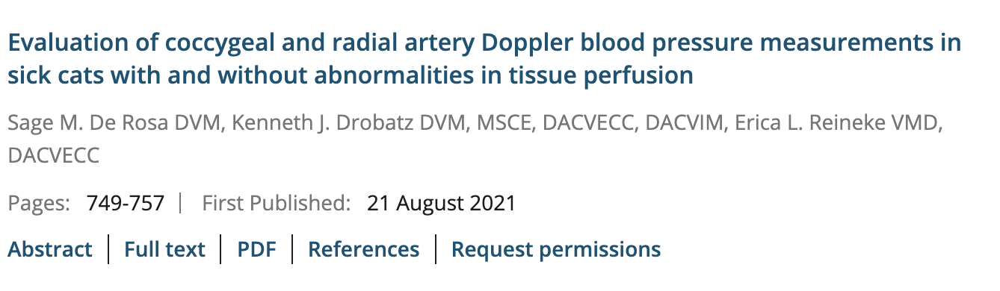 Evaluation of coccygeal and radial artery Doppler blood pressure measurements in
sick cats with and without abnormalities in tissue perfusion
Sage M. De Rosa DVM, Kenneth J. Drobatz DVM, MSCE, DACVECC, DACVIM, Erica L. Reineke VMD,
DACVECC
Pages: 749-757 | First Published: 21 August 2021
Abstract | Full text | PDF | References | Request permissions